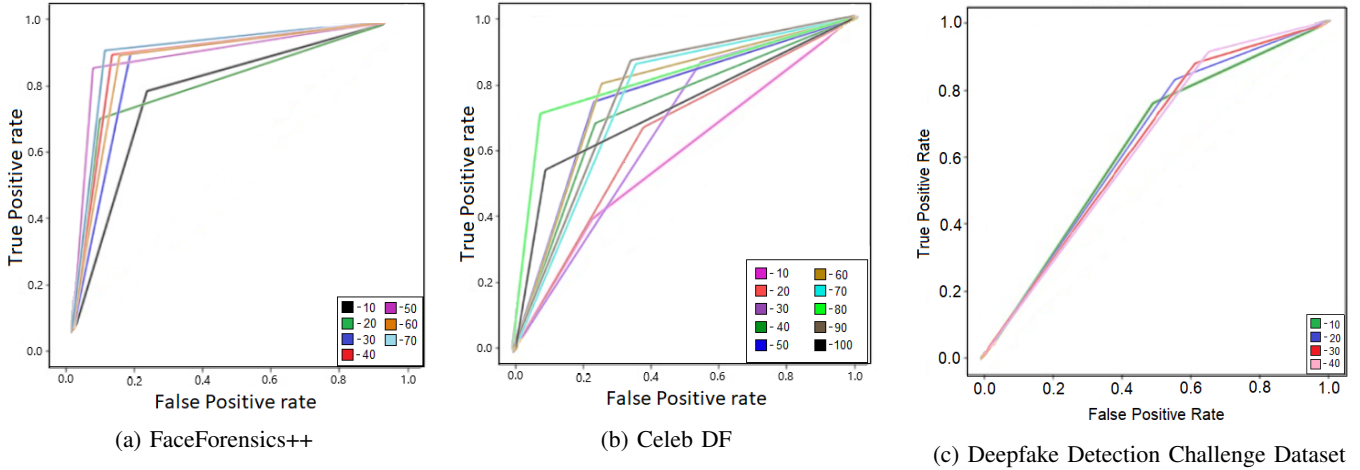 1.0
0.8
0.6
0.4
0.2
0.0
True Positive rate
0.0 0.2 0.4 0.6 0.8 1.0
False Positive rate
-10 -50
-20 -60
-30 -70
-40
(a) FaceForensics++
1.0
0.8
0.6
0.4
0.2
0.0
True Positive rate
0.0 0.2 0.4 0.6 0.8 1.0
False Positive rate
- 10 - 60
- 20 - 70
- 30 - 80
- 40 - 90
- 50 - 100
(b) Celeb DF
1.0
0.8
0.6
0.4
0.2
0.0
True Positive Rate
0.0 0.2 0.4 0.6 0.8 1.0
False Positive Rate
-10
-20
-30
-40
(c) Deepfake Detection Challenge Dataset